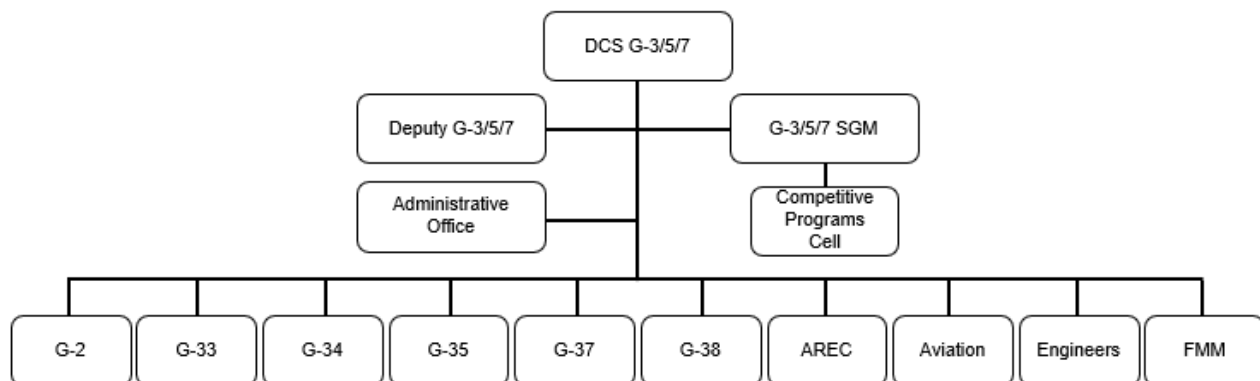 DCS G-3/5/7
Deputy G-3/5/7
G-3/5/7 SGM
Administrative
Office
Competitive
Programs
Cell
G-2
G-33
G-34
G-35
G-37
G-38
AREC
Aviation
Engineers
FMM